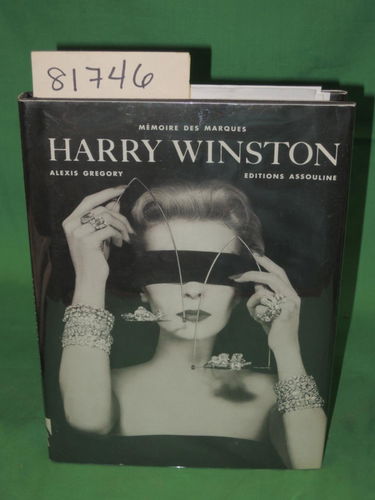 81746
MÉMOIRE DES MARQUES
HARRY WINSTON
ALEXIS GREGORY EDITIONS ASSOULINE